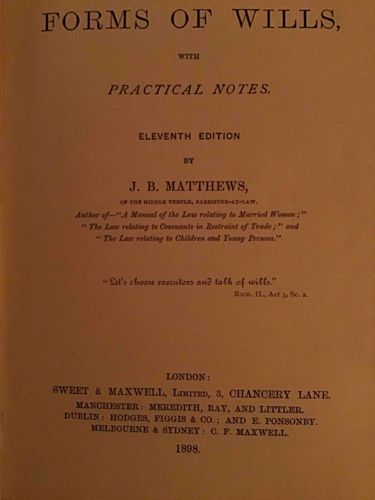 FORMS OF WILLS,
WITH
PRACTICAL NOTES.
ELEVENTH EDITION
BY
J. B. MATTHEWS,
OF THE MIDDLE TEMPLE, BARRISTER-AT-LAW.
Author of—"A Manual of the Law relating to Married Women;"
"The Law relating to Covenants in Restraint of Trade;" and
"The Law relating to Children and Young Persons."
"Let's choose executors and talk of wills."
RICH. II., ACT 3, Sc. 2.
LONDON:
SWEET & MAXWELL, LIMITED, 3, CHANCERY LANE.
MANCHESTER: MEREDITH, RAY, AND LITTLER.
DUBLIN: HODGES, FIGGIS & CO.; AND E. PONSONBY.
MELBOURNE & SYDNEY: C. F. MAXWELL.
1898.